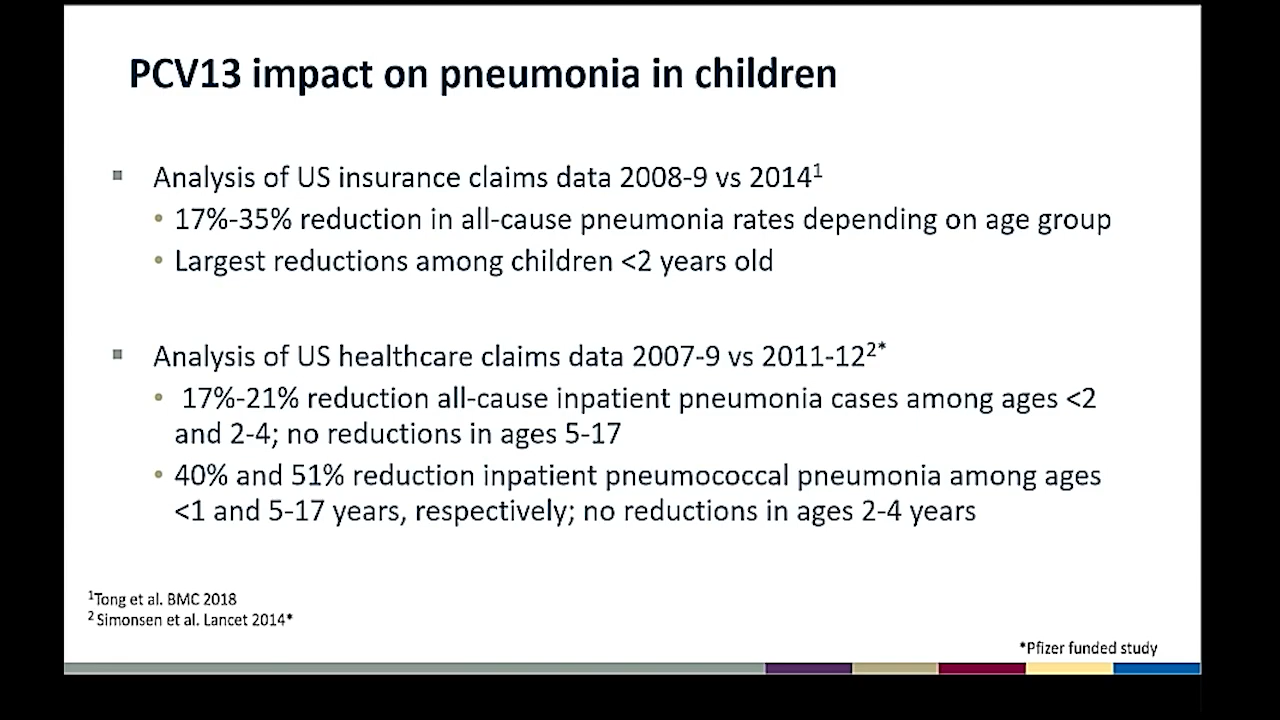 PCV13 impact on pneumonia in children
▪ Analysis of US insurance claims data 2008-9 vs 2014¹
• 17%-35% reduction in all-cause pneumonia rates depending on age group
• Largest reductions among children <2 years old
▪ Analysis of US healthcare claims data 2007-9 vs 2011-12²*
• 17%-21% reduction all-cause inpatient pneumonia cases among ages <2
and 2-4; no reductions in ages 5-17
• 40% and 51% reduction inpatient pneumococcal pneumonia among ages
<1 and 5-17 years, respectively; no reductions in ages 2-4 years
¹Tong et al. BMC 2018
² Simonsen et al. Lancet 2014*
*Pfizer funded study